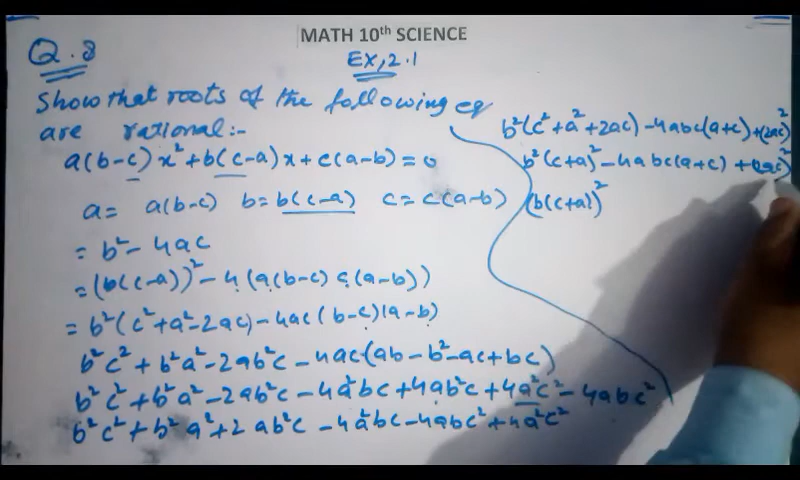 MATH 10th SCIENCE
Q.8
Ex, 2.1
Show that roots of the following eq
are rational:-
a(b-c)x²+b(c-a)x+c(a-b)=0
a= a(b-c) b=b(c-a) c=c(a-b)
= b²-4ac
=(b(c-a))²-4(a(b-c)c(a-b))
=b²(c²+a²-2ac)-4ac(b-c)(a-b)
b²c²+b²a²-2ab²c-4ac(ab-b²-ac+bc)
b²c²+b²a²-2ab²c-4a²bc+4ab²c+4a²c²-4abc²
b²c²+b²a²+2ab²c-4a²bc-4abc²+4a²c²
b²(c²+a²+2ac)-4abc(a+c)+(2ac)²
b²(c+a)²-4abc(a+c)+(2ac)²
(b(c+a))²